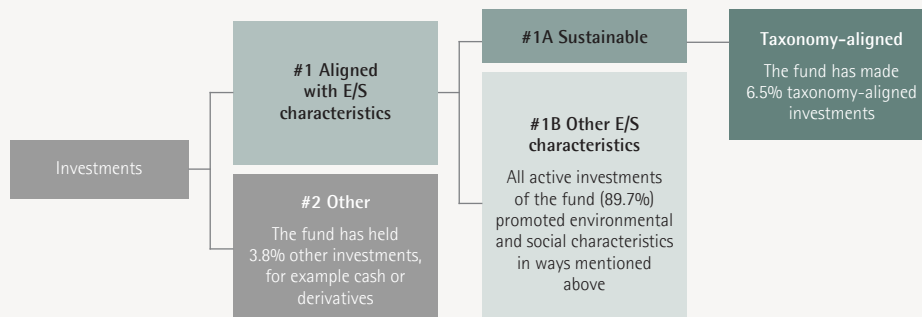 Investments
#1 Aligned
with E/S
characteristics
#2 Other
The fund has held
3.8% other investments,
for example cash or
derivatives
#1A Sustainable
#1B Other E/S
characteristics
All active investments
of the fund (89.7%)
promoted environmental
and social characteristics
in ways mentioned
above
Taxonomy-aligned
The fund has made
6.5% taxonomy-aligned
investments